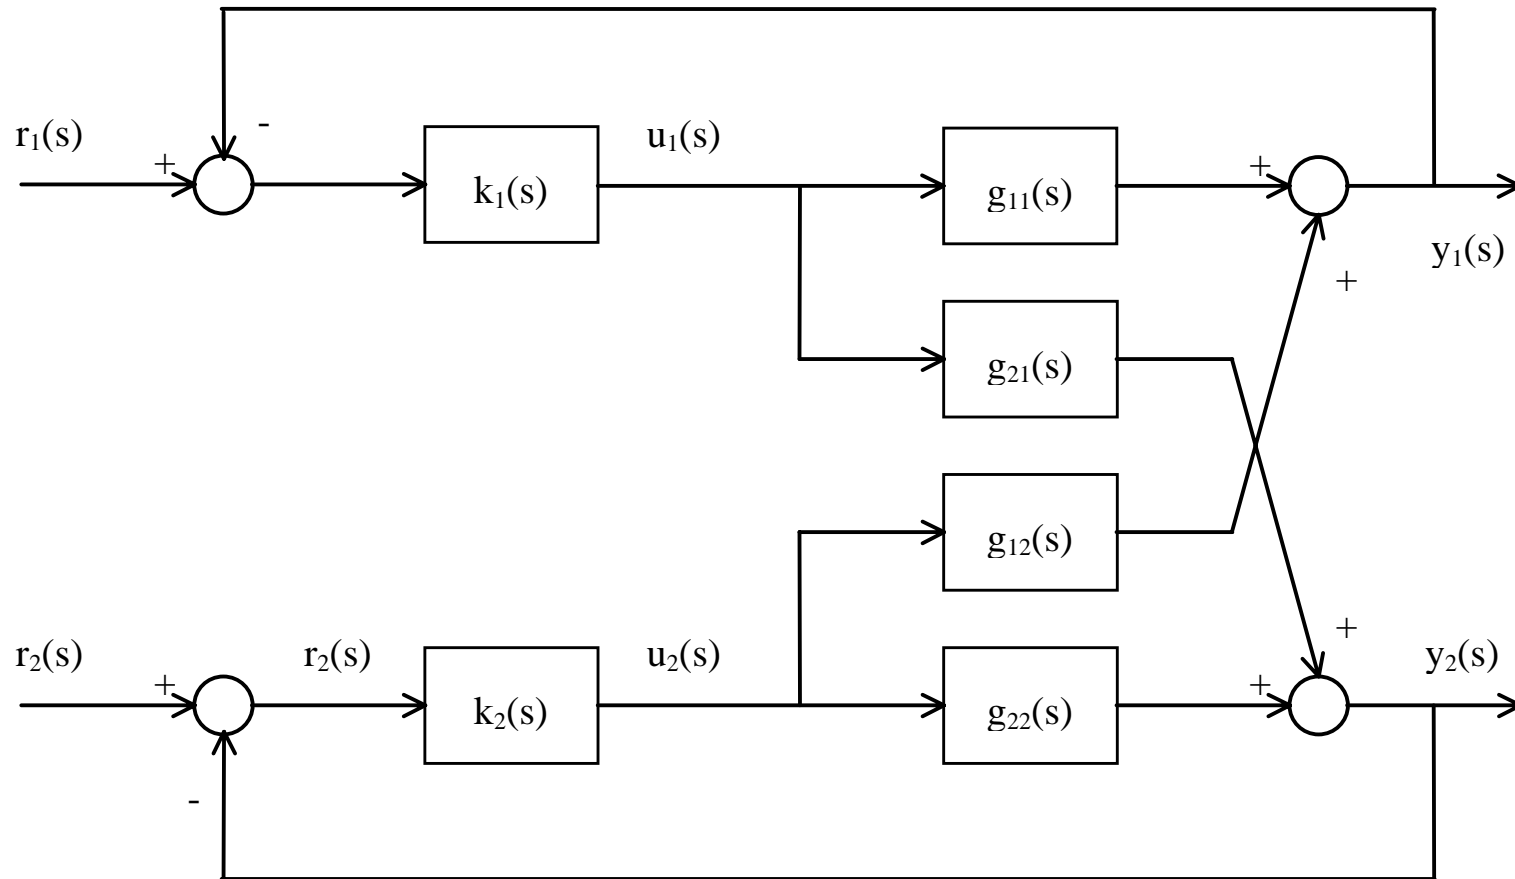 -
r₁(s)
+
k₁(s)
u₁(s)
g₁₁(s)
+
y₁(s)
+
g₂₁(s)
g₁₂(s)
+
r₂(s)
+
r₂(s)
k₂(s)
u₂(s)
g₂₂(s)
+
y₂(s)
-